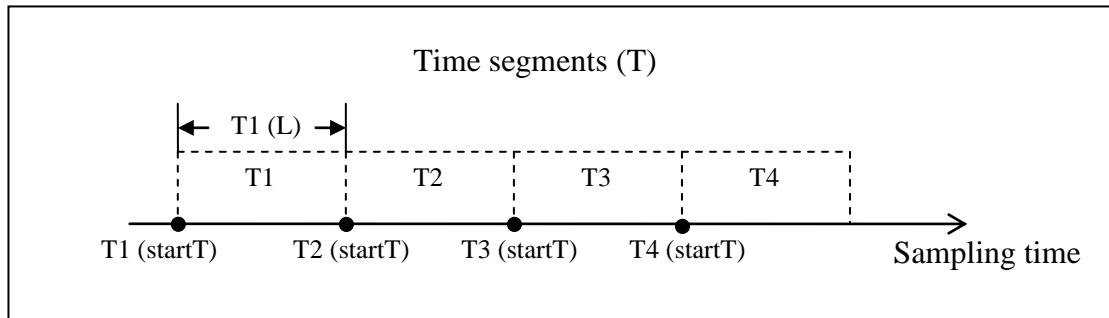 Time segments (T)
T1 (L)
T1 T2 T3 T4
T1 (startT) T2 (startT) T3 (startT) T4 (startT)
Sampling time